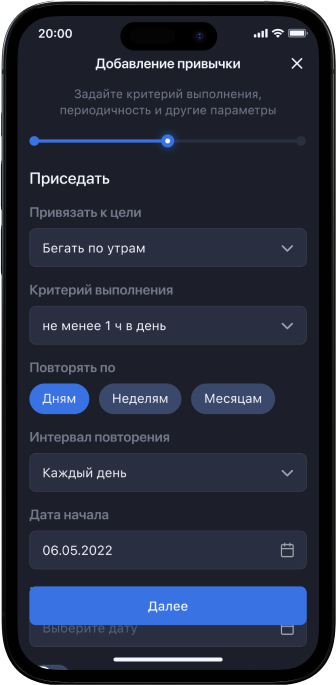 20:00
Добавление привычки
Задайте критерий выполнения,
периодичность и другие параметры
Приседать
Привязать к цели
Бегать по утрам
Критерий выполнения
не менее 1 ч в день
Повторять по
Дням
Неделям
Месяцам
Интервал повторения
Каждый день
Дата начала
06.05.2022
Далее
Выберите дату